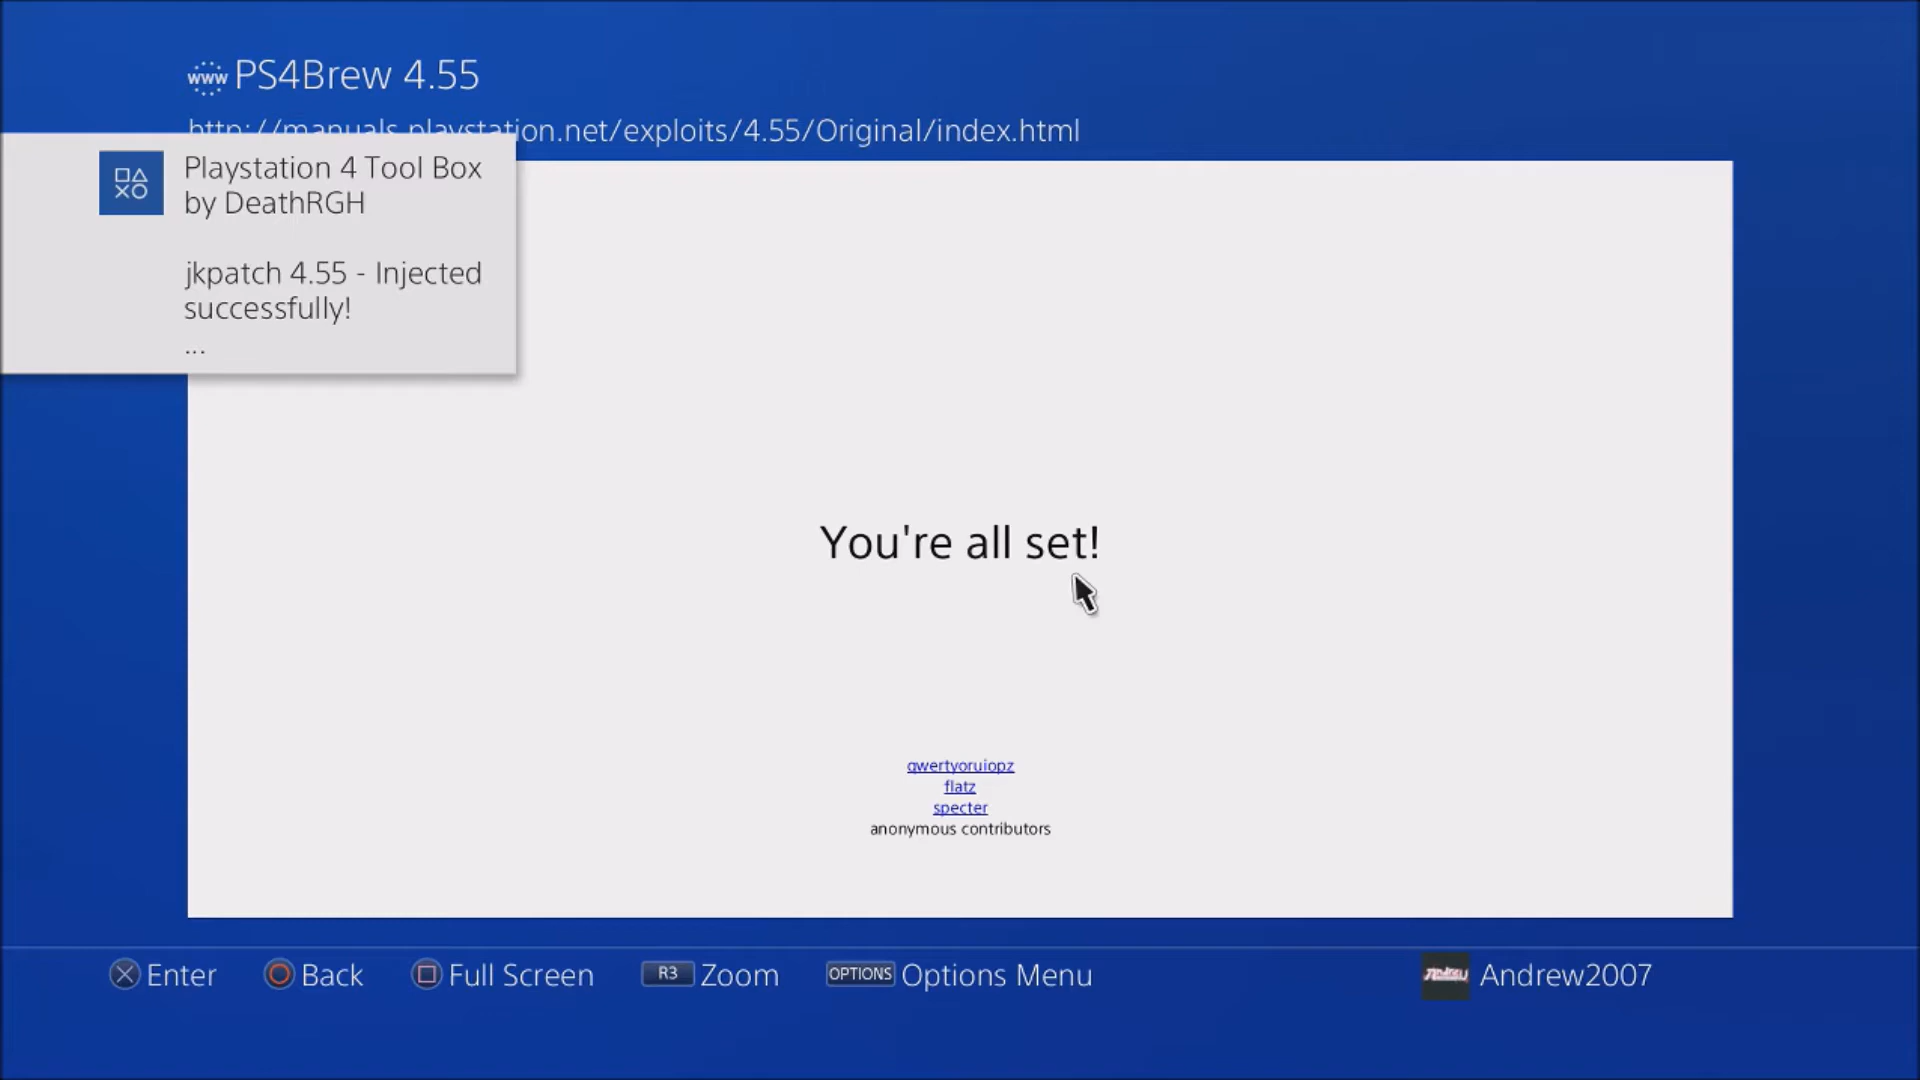 www PS4Brew 4.55
http://manuals.playstation.net/exploits/4.55/Original/index.html
Playstation 4 Tool Box
by DeathRGH
jkpatch 4.55 - Injected
successfully!
...
You're all set!
qwertyoruiopz
flatz
specter
anonymous contributors
Enter Back Full Screen R3 Zoom OPTIONS Options Menu Andrew Andrew2007